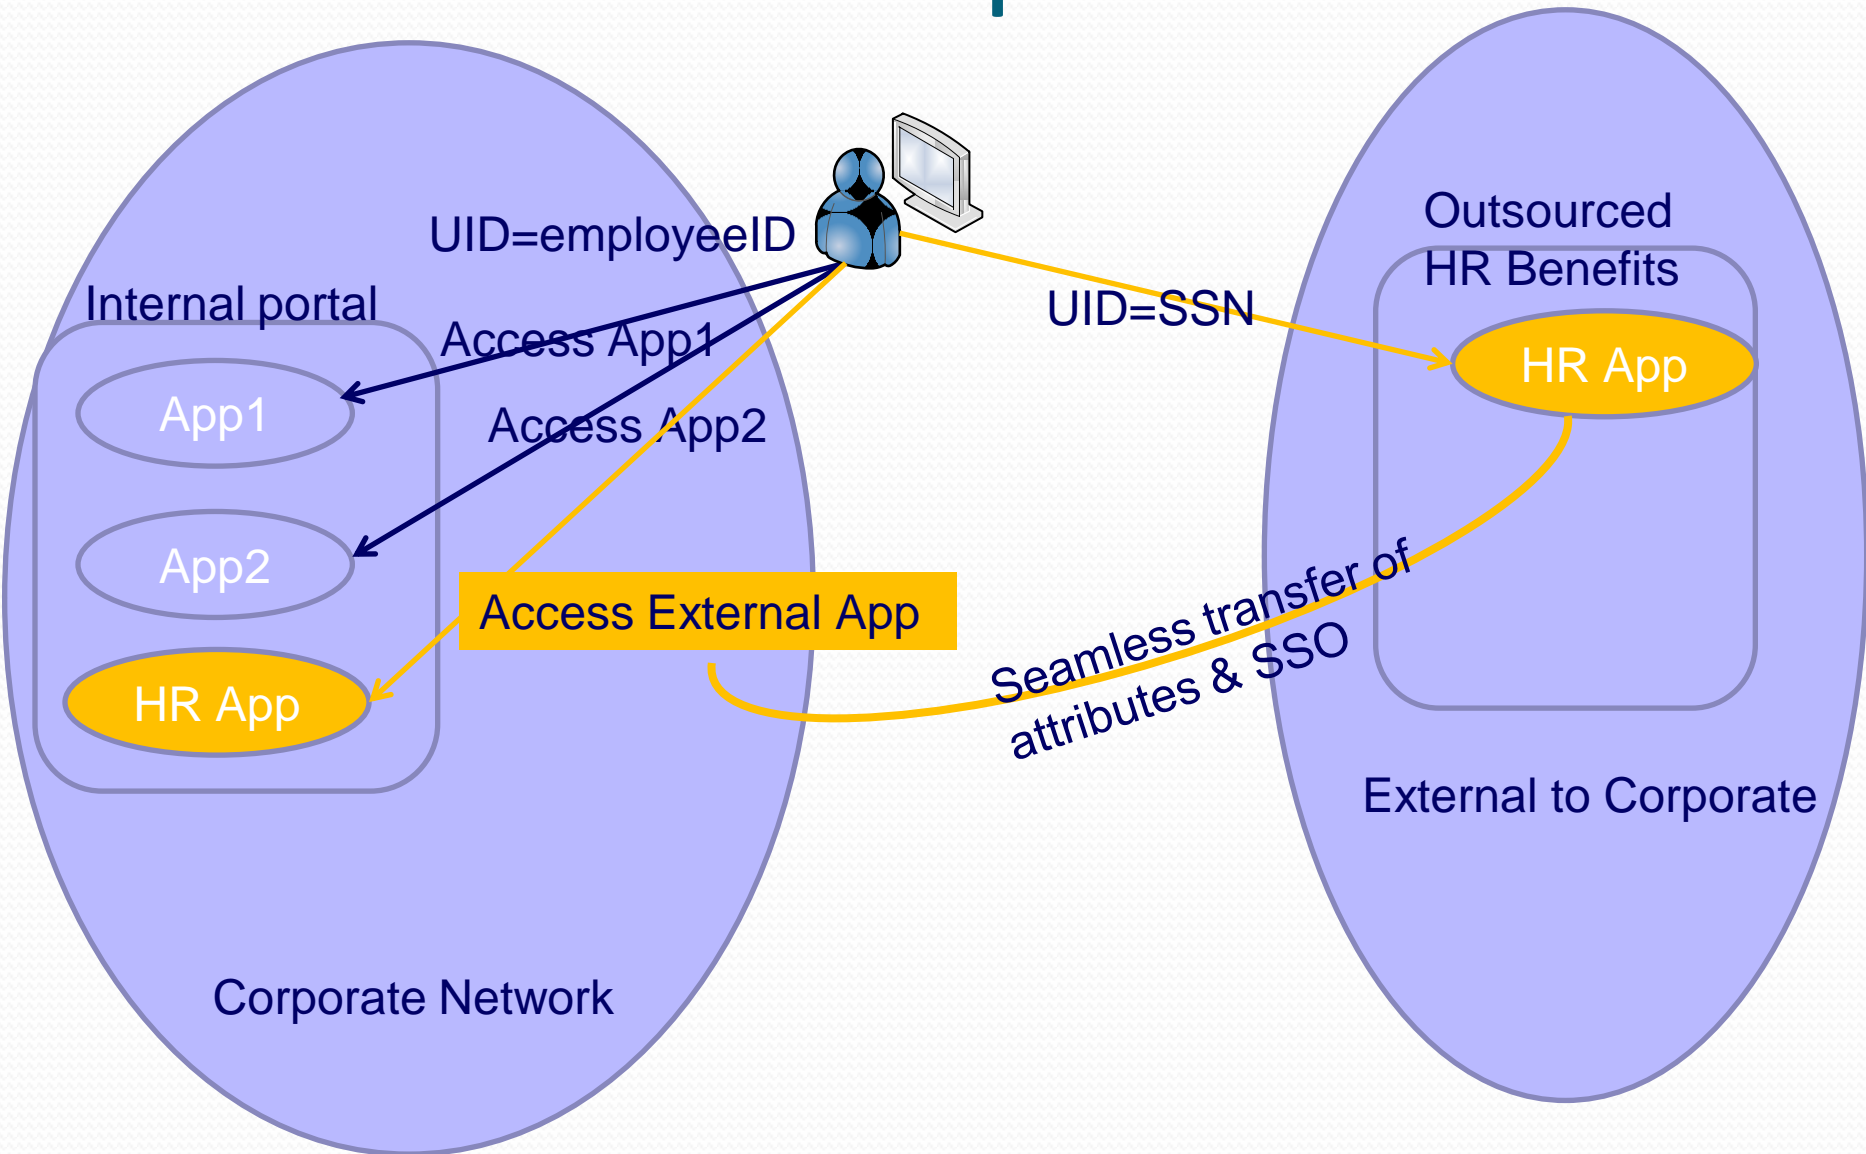 UID=employeeID
Internal portal
Access App1
App1
Access App2
App2
Access External App
HR App
Corporate Network
UID=SSN
Outsourced
HR Benefits
HR App
Seamless transfer of
attributes & SSO
External to Corporate